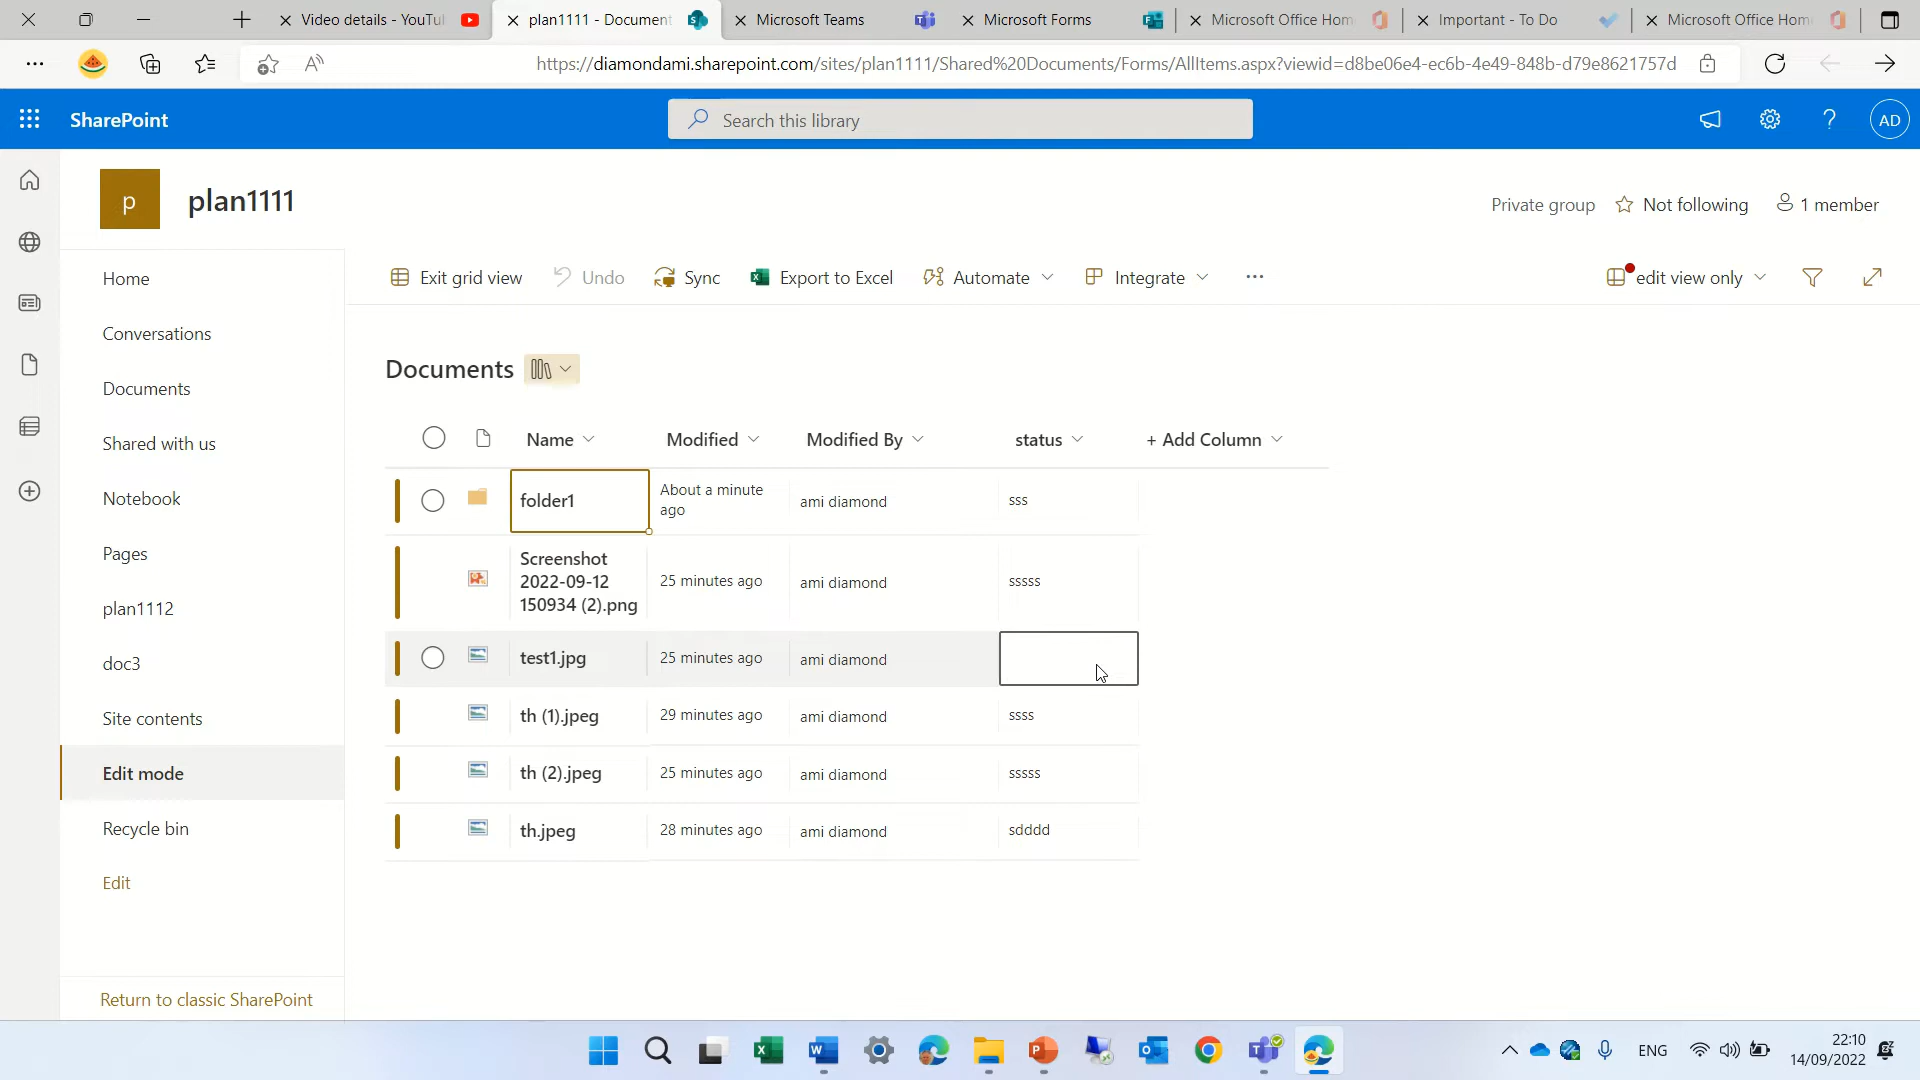 Video details - YouTu
plan1111 - Document
Microsoft Teams
Microsoft Forms
Microsoft Office Hom
Important - To Do
Microsoft Office Hom
https://diamondami.sharepoint.com/sites/plan1111/Shared%20Documents/Forms/AllItems.aspx?viewid=d8be06e4-ec6b-4e49-848b-d79e8621757d
SharePoint
Search this library
AD
p
plan1111
Private group
Not following
1 member
Home
Conversations
Documents
Shared with us
Notebook
Pages
plan1112
doc3
Site contents
Edit mode
Recycle bin
Edit
Return to classic SharePoint
Exit grid view
Undo
Sync
Export to Excel
Automate
Integrate
edit view only
Documents
Name
Modified
Modified By
status
+ Add Column
folder1
About a minute
ago
ami diamond
sss
Screenshot
2022-09-12
150934 (2).png
25 minutes ago
ami diamond
sssss
test1.jpg
25 minutes ago
ami diamond
th (1).jpeg
29 minutes ago
ami diamond
ssss
th (2).jpeg
25 minutes ago
ami diamond
sssss
th.jpeg
28 minutes ago
ami diamond
sdddd
ENG
22:10
14/09/2022